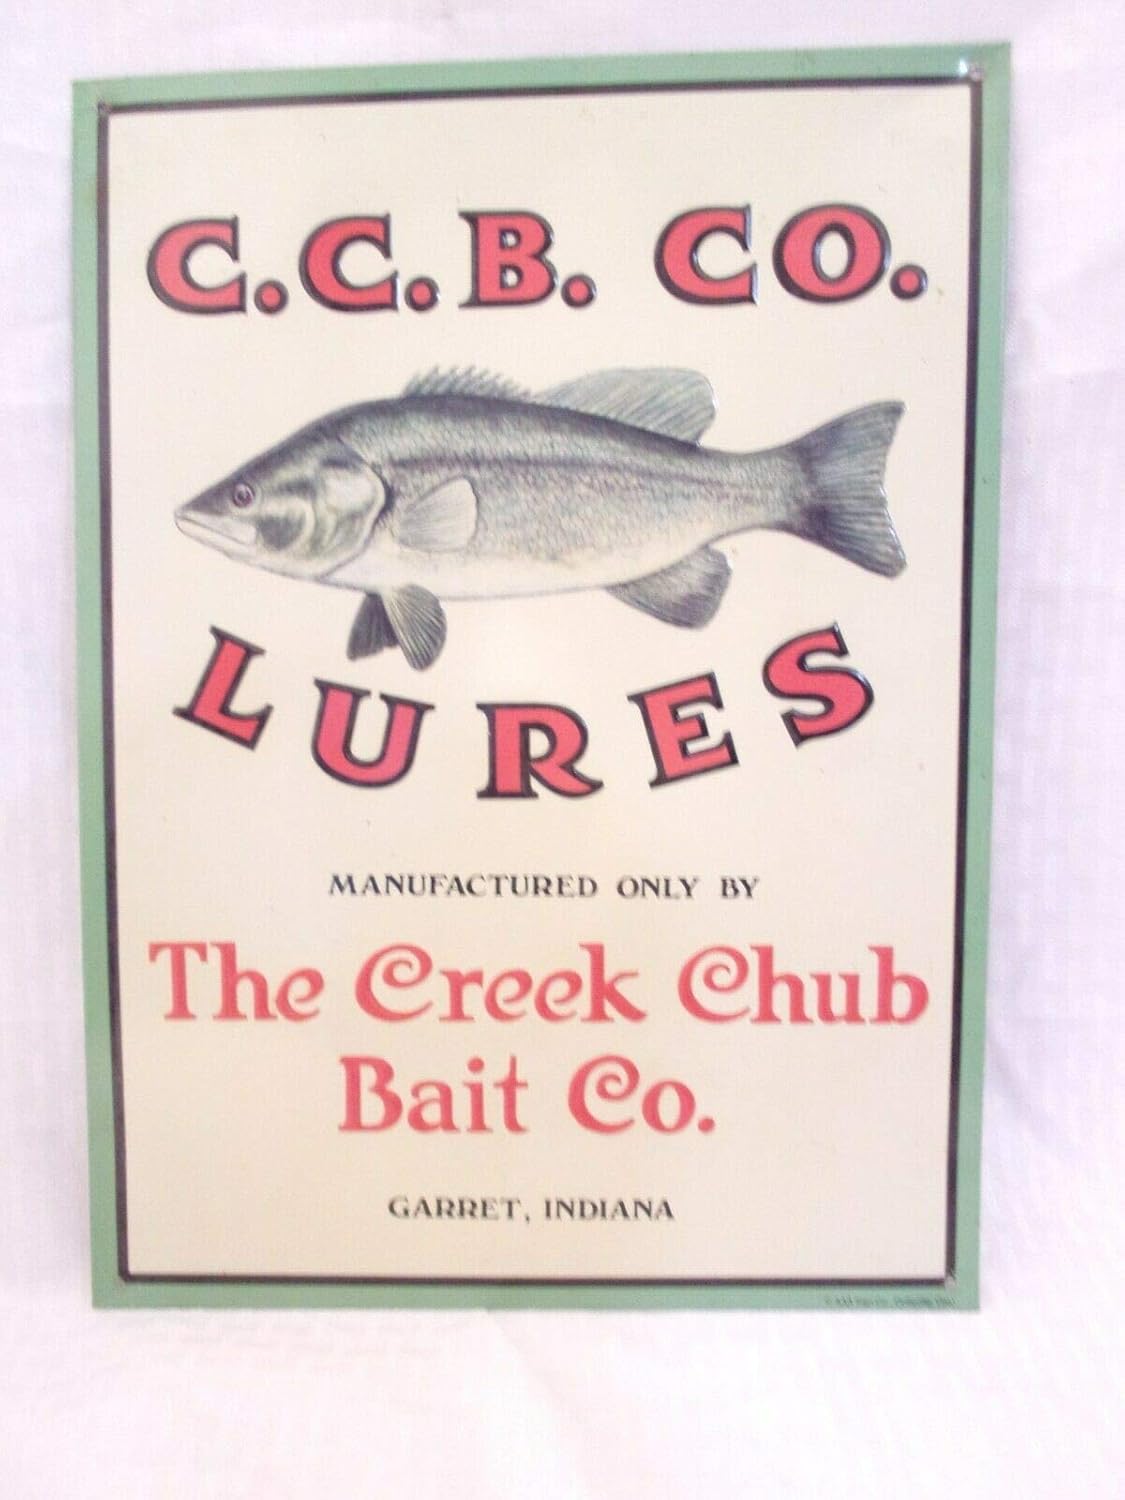 C.C.B. CO.
LURES
MANUFACTURED ONLY BY
The Creek Chub
Bait Co.
GARRET, INDIANA